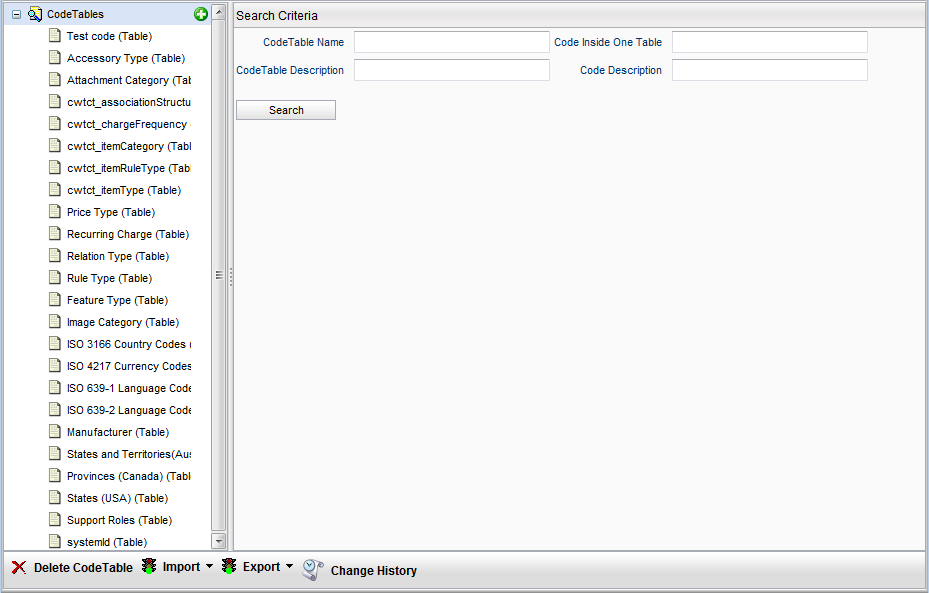 CodeTables
Test code (Table)
Accessory Type (Table)
Attachment Category (Tab
cwtct_associationStructu
cwtct_chargeFrequency
cwtct_itemCategory (Tabl
cwtct_itemRuleType (Tab
cwtct_itemType (Table)
Price Type (Table)
Recurring Charge (Table)
Relation Type (Table)
Rule Type (Table)
Feature Type (Table)
Image Category (Table)
ISO 3166 Country Codes (
ISO 4217 Currency Codes
ISO 639-1 Language Code
ISO 639-2 Language Code
Manufacturer (Table)
States and Territories(Aus
Provinces (Canada) (Tabl
States (USA) (Table)
Support Roles (Table)
systemId (Table)
Search Criteria
CodeTable Name
Code Inside One Table
CodeTable Description
Code Description
Search
Delete CodeTable
Import
Export
Change History